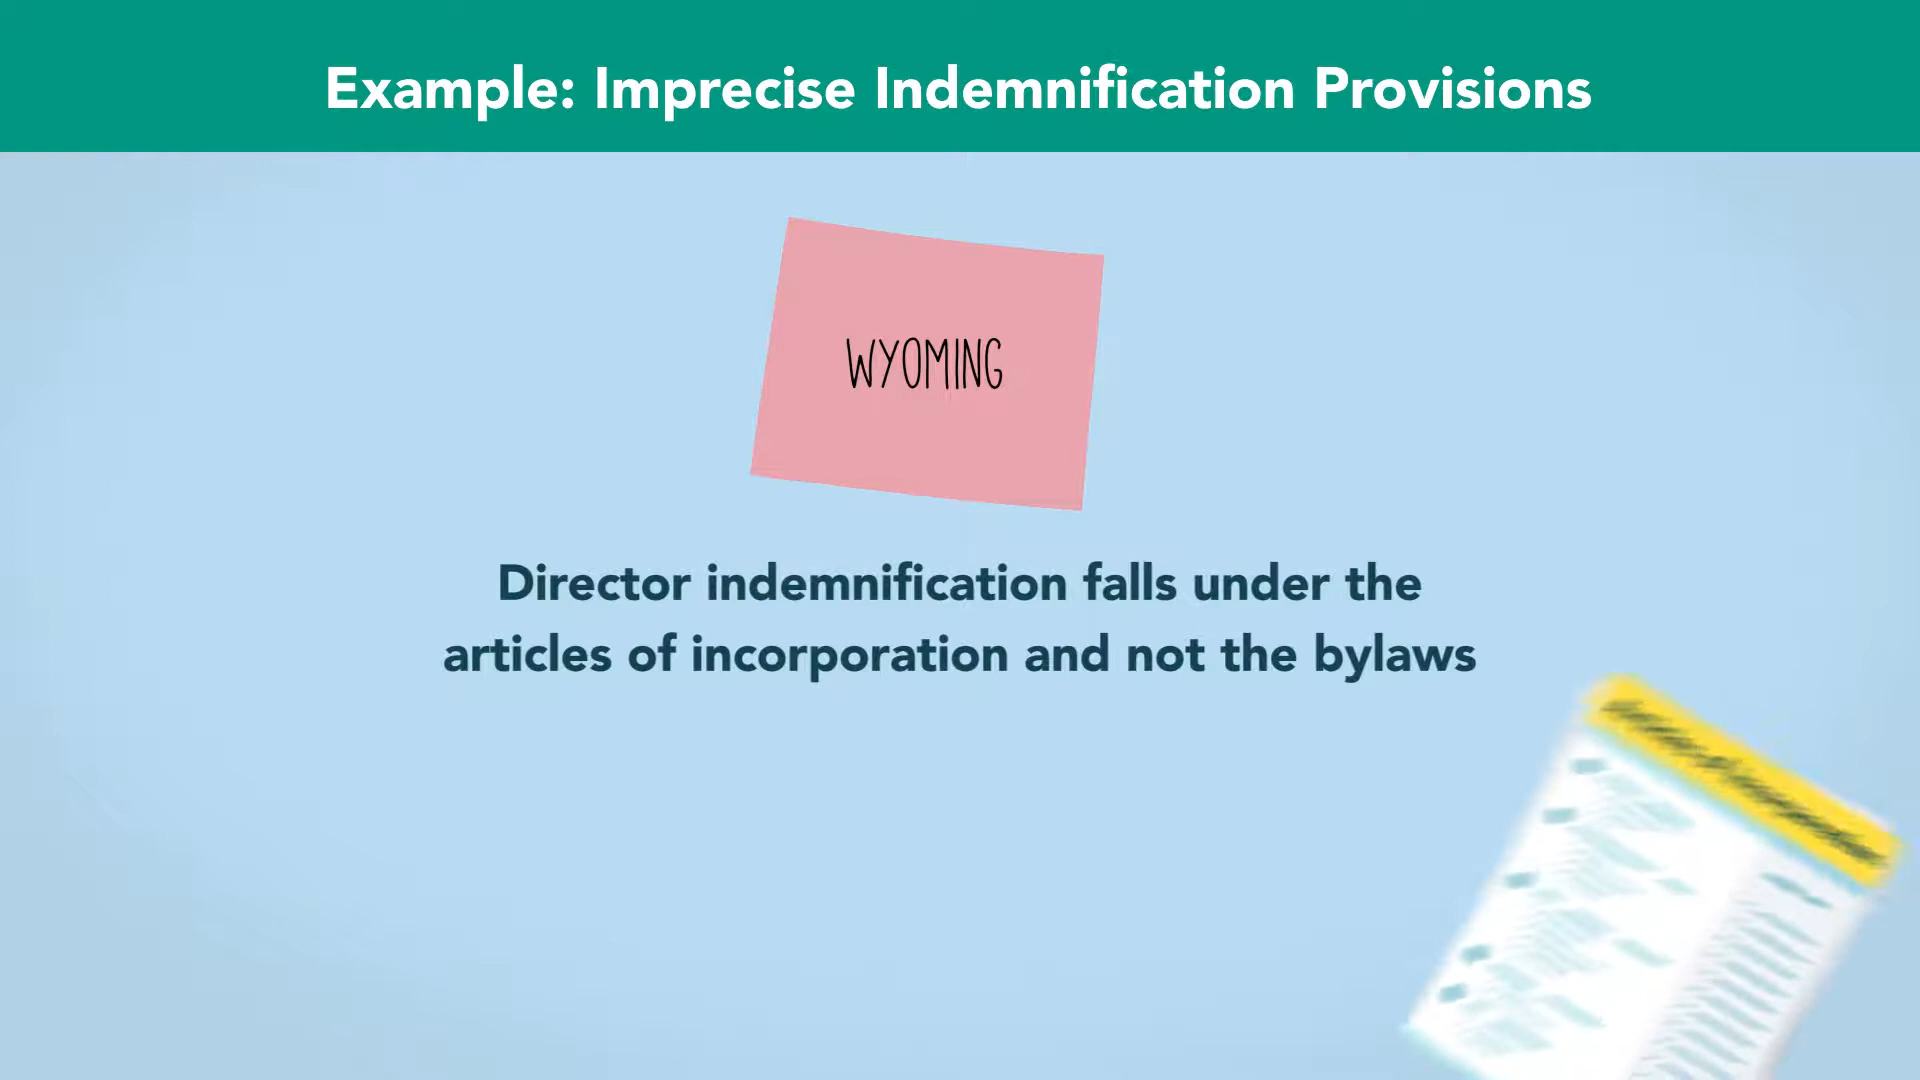 Example: Imprecise Indemnification Provisions
WYOMING
Director indemnification falls under the
articles of incorporation and not the bylaws